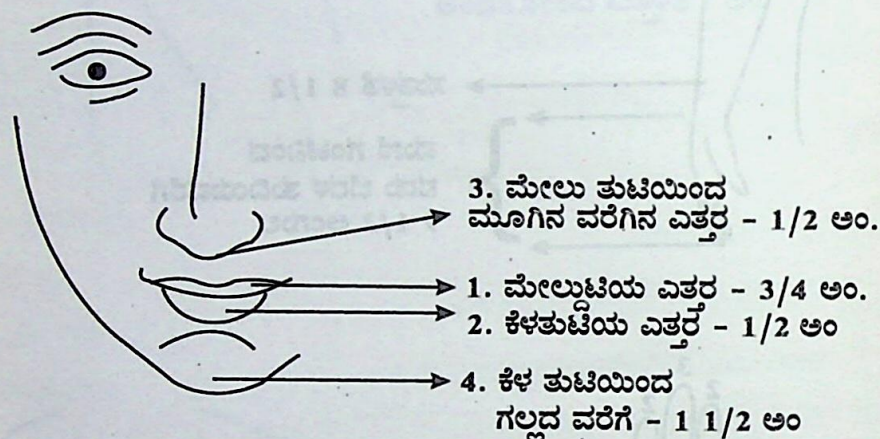 3. ಮೇಲು ತುಟಿಯಿಂದ
ಮೂಗಿನ ವರೆಗಿನ ಎತ್ತರ - 1/2 ಅಂ.
1. ಮೇಲ್ದುಟಿಯ ಎತ್ತರ - 3/4 ಅಂ.
2. ಕೆಳತುಟಿಯ ಎತ್ತರ - 1/2 ಅಂ
4. ಕೆಳ ತುಟಿಯಿಂದ
ಗಲ್ಲದ ವರೆಗೆ - 1 1/2 ಅಂ